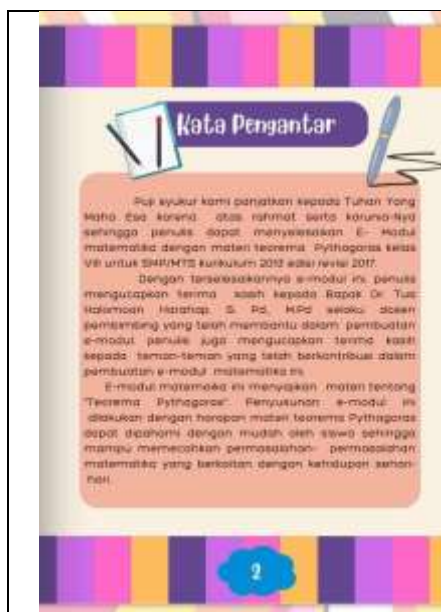 Kata Pengantar
Puji syukur kami panjatkan kepada Tuhan Yang
Maha Esa karena atas rahmat serta karunia-Nya
sehingga penulis dapat menyelesaikan E- Modul
matematika dengan materi teorema Pythagoras kelas
VIII untuk SMP/MTS kurikulum 2013 edisi revisi 2017.
Dengan terselesaikannya e-modul ini, penulis
mengucapkan terima kasih kepada Bapak Dr. Tua
Halomoan Harahap, S. Pd, M.Pd selaku dosen
pembimbing yang telah membantu dalam pembuatan
e-modul. penulis juga mengucapkan terima kasih
kepada teman-teman yang telah berkontribusi dalam
pembuatan e-modul matematika ini.
E-modul matematika ini menyajikan materi tentang
"Teorema Pythagoras". Penyusunan e-modul ini
dilakukan dengan harapan materi teorema Pythagoras
dapat dipahami dengan mudah oleh siswa sehingga
mampu memecahkan permasalahan- permasalahan
matematika yang berkaitan dengan kehidupan sehari-
hari.
2